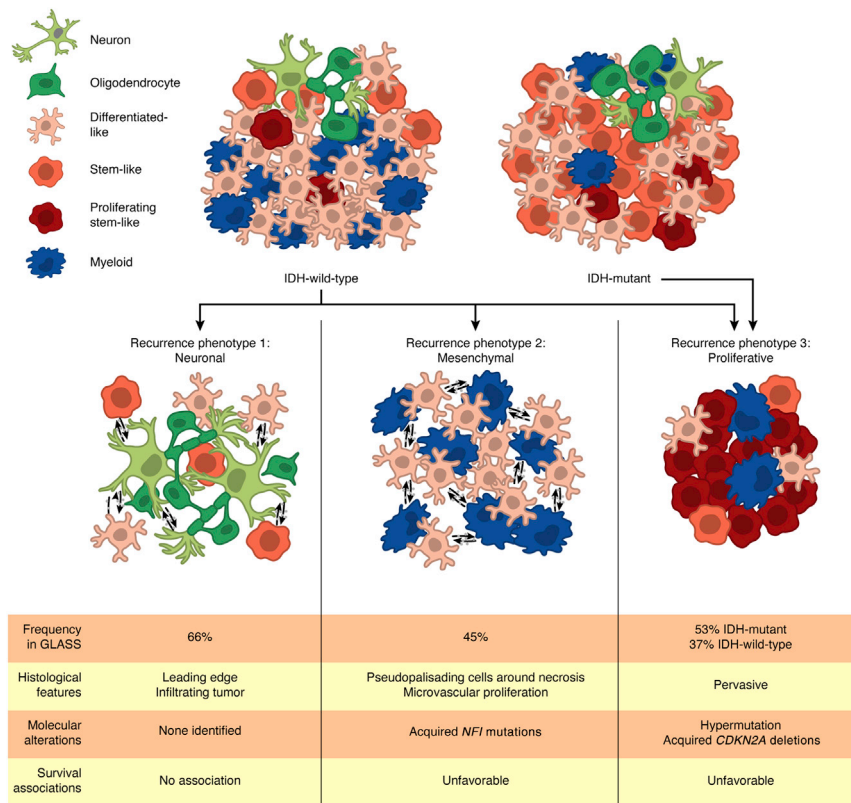 Neuron
Oligodendrocyte
Differentiated-
like
Stem-like
Proliferating
stem-like
Myeloid
IDH-wild-type
IDH-mutant
Recurrence phenotype 1:
Neuronal
Recurrence phenotype 2:
Mesenchymal
Recurrence phenotype 3:
Proliferative
Frequency
in GLASS
66%
45%
53% IDH-mutant
37% IDH-wild-type
Histological
features
Leading edge
Infiltrating tumor
Pseudopalisading cells around necrosis
Microvascular proliferation
Pervasive
Molecular
alterations
None identified
Acquired NFI mutations
Hypermutation
Acquired CDKN2A deletions
Survival
associations
No association
Unfavorable
Unfavorable